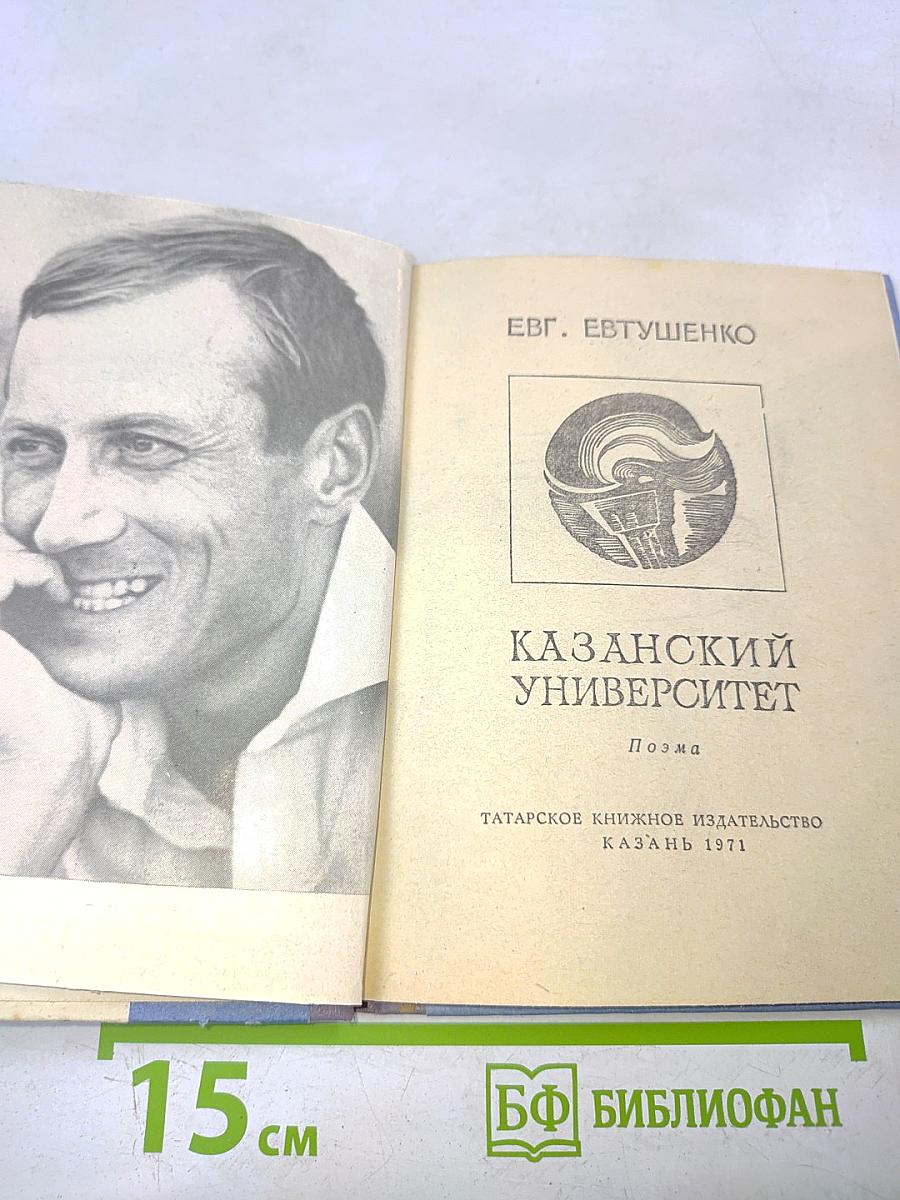 ЕВГ. ЕВТУШЕНКО
КАЗАНСКИЙ
УНИВЕРСИТЕТ
Поэма
ТАТАРСКОЕ КНИЖНОЕ ИЗДАТЕЛЬСТВО
КАЗАНЬ 1971
15 см
БФ БИБЛИОФАН